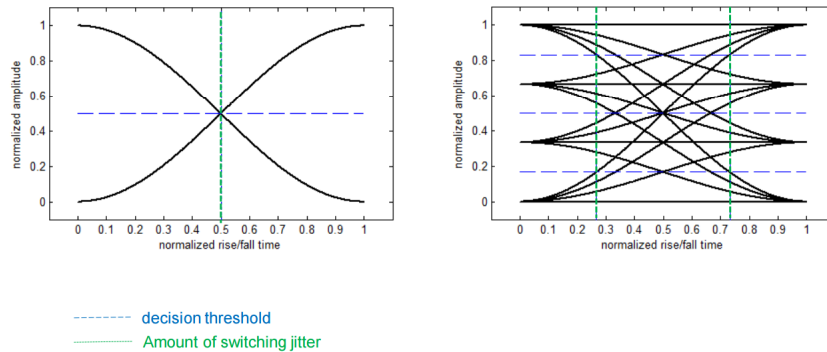 1
0.8
0.6
0.4
0.2
0
normalized amplitude
0 0.1 0.2 0.3 0.4 0.5 0.6 0.7 0.8 0.9 1
normalized rise/fall time
1
0.8
0.6
0.4
0.2
0
normalized amplitude
0 0.1 0.2 0.3 0.4 0.5 0.6 0.7 0.8 0.9 1
normalized rise/fall time
decision threshold
Amount of switching jitter